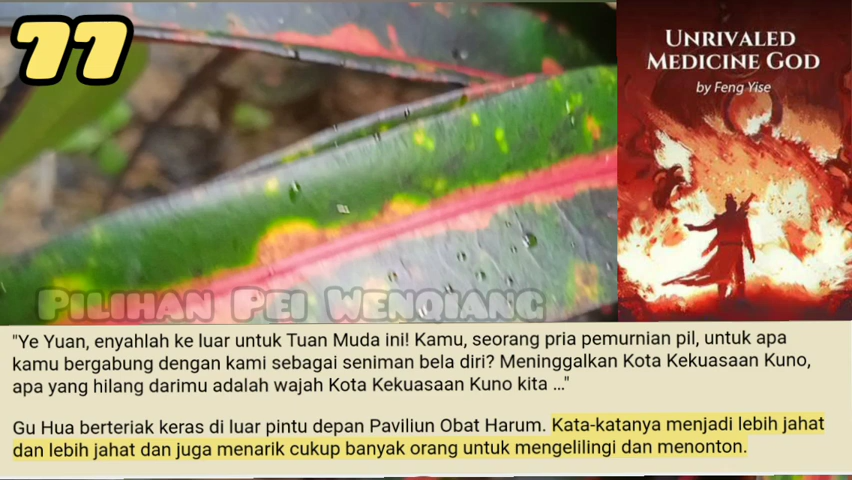 77
UNRIVALED
MEDICINE GOD
by Feng Yise
PILIHAN PEI WENQIANG
"Ye Yuan, enyahlah ke luar untuk Tuan Muda ini! Kamu, seorang pria pemurnian pil, untuk apa
kamu bergabung dengan kami sebagai seniman bela diri? Meninggalkan Kota Kekuasaan Kuno,
apa yang hilang darimu adalah wajah Kota Kekuasaan Kuno kita ..."
Gu Hua berteriak keras di luar pintu depan Paviliun Obat Harum. Kata-katanya menjadi lebih jahat
dan lebih jahat dan juga menarik cukup banyak orang untuk mengelilingi dan menonton.